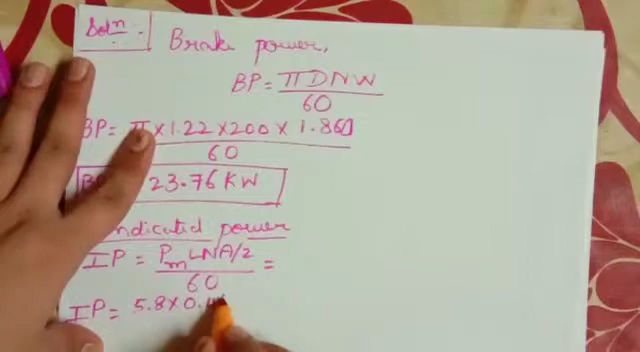 Soln :-
Brake power,
BP = πDNW
60
BP = π × 1.22 × 200 × 1.860
60
23.76 KW
Indicated power
IP = PmLNA/2 =
60
IP = 5.8 × 0.